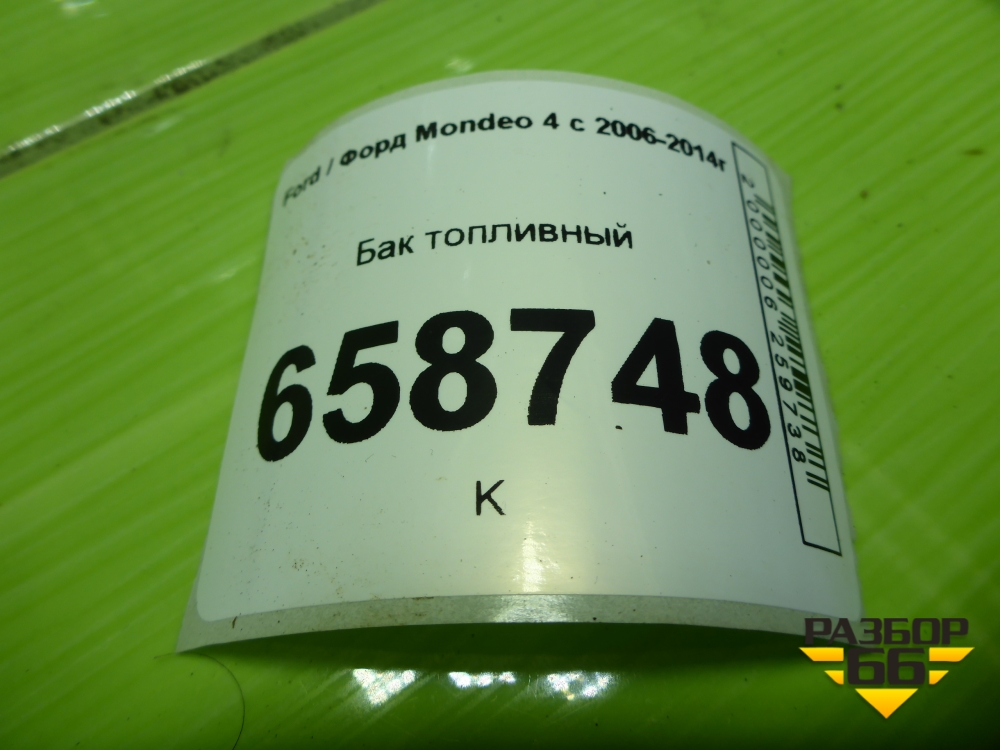 Ford / Форд Mondeo 4 с 2006-2014г
Бак топливный
658748
К
2000006259738
РАЗБОР
66